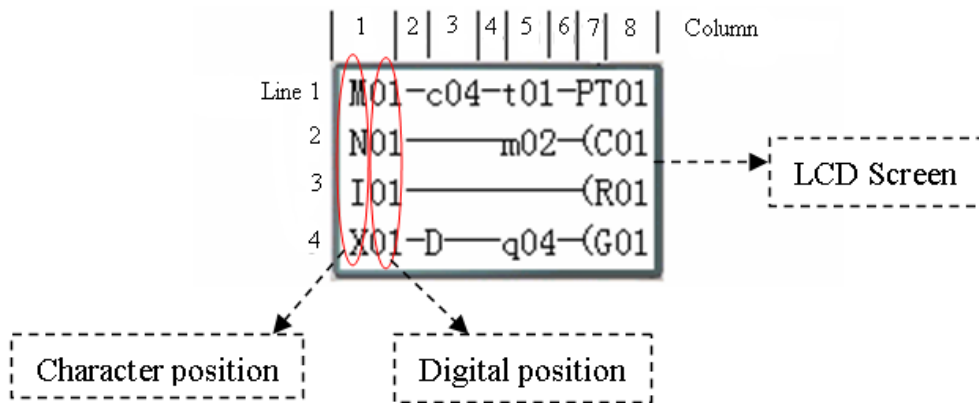 1 2 3 4 5 6 7 8 Column
Line 1 M01-c04-t01-PT01
2 N01———m02-(C01
3 I01——————(R01
4 X01-D——q04-(G01
LCD Screen
Character position
Digital position